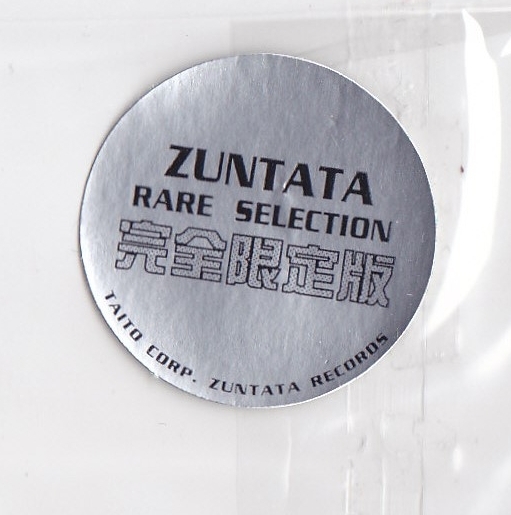 ZUNTATA
RARE SELECTION
完全限定版
TAITO CORP. ZUNTATA RECORDS